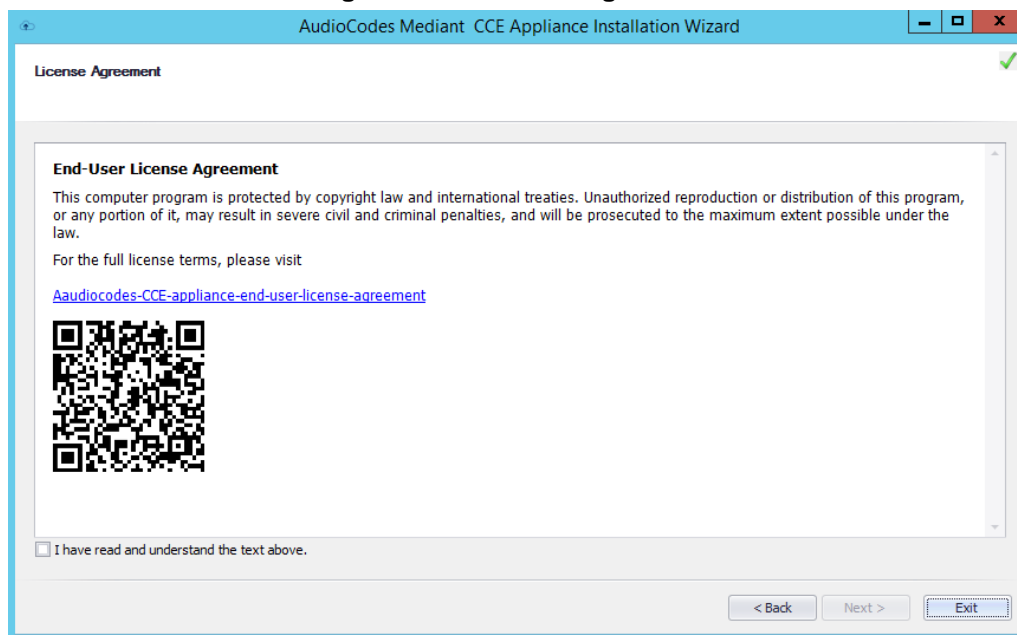 AudioCodes Mediant CCE Appliance Installation Wizard
License Agreement
End-User License Agreement
This computer program is protected by copyright law and international treaties. Unauthorized reproduction or distribution of this program,
or any portion of it, may result in severe civil and criminal penalties, and will be prosecuted to the maximum extent possible under the
law.
For the full license terms, please visit
Aaudiocodes-CCE-appliance-end-user-license-agreement
I have read and understand the text above.
< Back
Next >
Exit